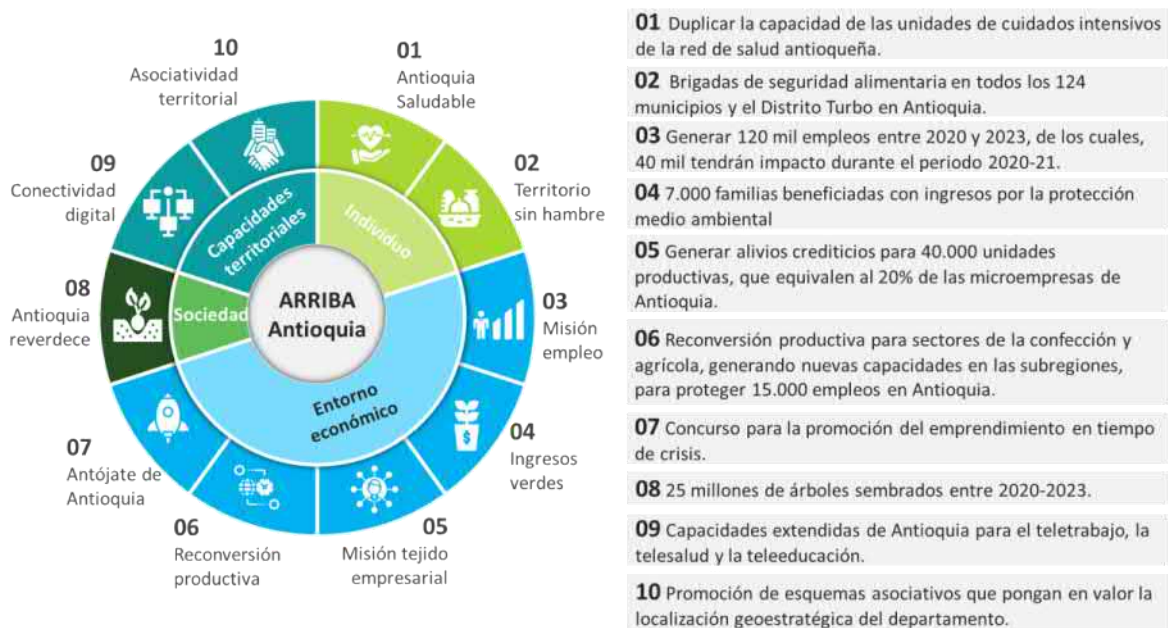 10
Asociatividad
territorial
01
Antioquia
Saludable
09
Conectividad
digital
02
Territorio
sin hambre
Capacidades
territoriales
Individuo
08
Antioquia
reverdece
Sociedad
ARRIBA
Antioquia
03
Misión
empleo
Entorno
económico
07
Antójate de
Antioquia
04
Ingresos
verdes
$
06
Reconversión
productiva
05
Misión tejido
empresarial
01 Duplicar la capacidad de las unidades de cuidados intensivos
de la red de salud antioqueña.
02 Brigadas de seguridad alimentaria en todos los 124
municipios y el Distrito Turbo en Antioquia.
03 Generar 120 mil empleos entre 2020 y 2023, de los cuales,
40 mil tendrán impacto durante el periodo 2020-21.
04 7.000 familias beneficiadas con ingresos por la protección
medio ambiental
05 Generar alivios crediticios para 40.000 unidades
productivas, que equivalen al 20% de las microempresas de
Antioquia.
06 Reconversión productiva para sectores de la confección y
agrícola, generando nuevas capacidades en las subregiones,
para proteger 15.000 empleos en Antioquia.
07 Concurso para la promoción del emprendimiento en tiempo
de crisis.
08 25 millones de árboles sembrados entre 2020-2023.
09 Capacidades extendidas de Antioquia para el teletrabajo, la
telesalud y la teleeducación.
10 Promoción de esquemas asociativos que pongan en valor la
localización geoestratégica del departamento.